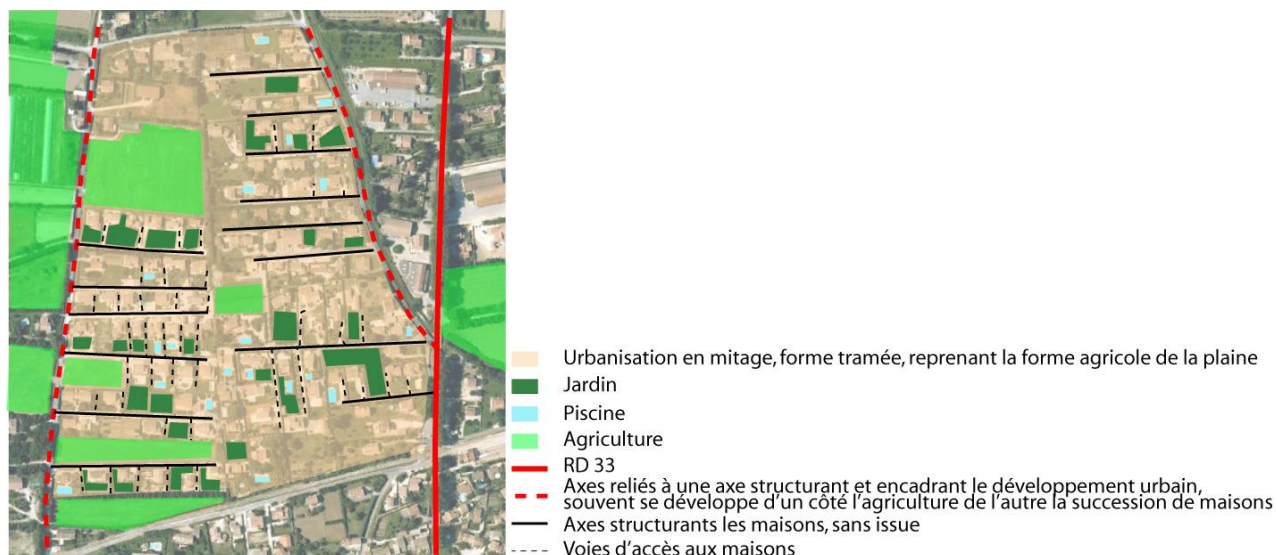 Urbanisation en mitage, forme tramée, reprenant la forme agricole de la plaine
Jardin
Piscine
Agriculture
RD 33
Axes reliés à une axe structurant et encadrant le développement urbain,
souvent se développe d'un côté l'agriculture de l'autre la succession de maisons
Axes structurants les maisons, sans issue
Voies d'accès aux maisons